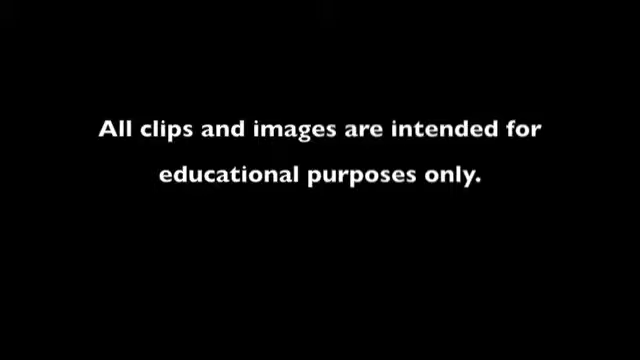 All clips and images are intended for
educational purposes only.